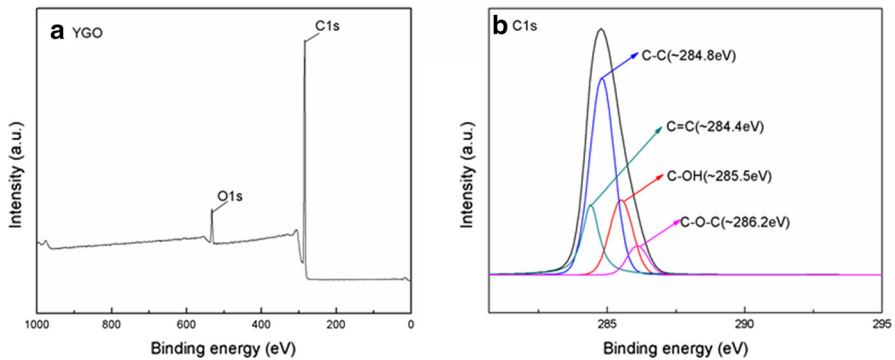 a YGO
C1s
O1s
Intensity (a.u.)
1000 800 600 400 200 0
Binding energy (eV)
b C1s
C-C(~284.8eV)
C=C(~284.4eV)
C-OH(~285.5eV)
C-O-C(~286.2eV)
Intensity (a.u.)
285 290 295
Binding energy (eV)